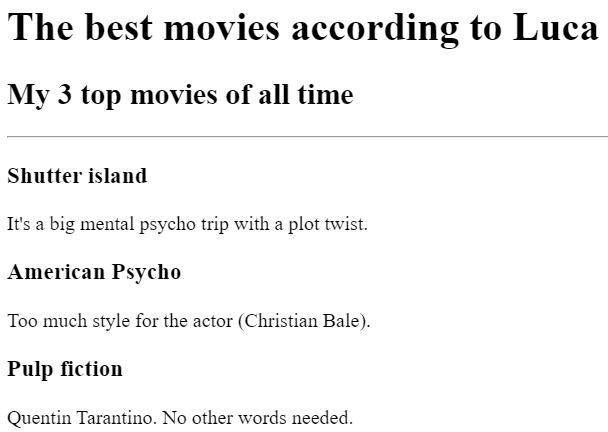 The best movies according to Luca
My 3 top movies of all time
Shutter island
It's a big mental psycho trip with a plot twist.
American Psycho
Too much style for the actor (Christian Bale).
Pulp fiction
Quentin Tarantino. No other words needed.